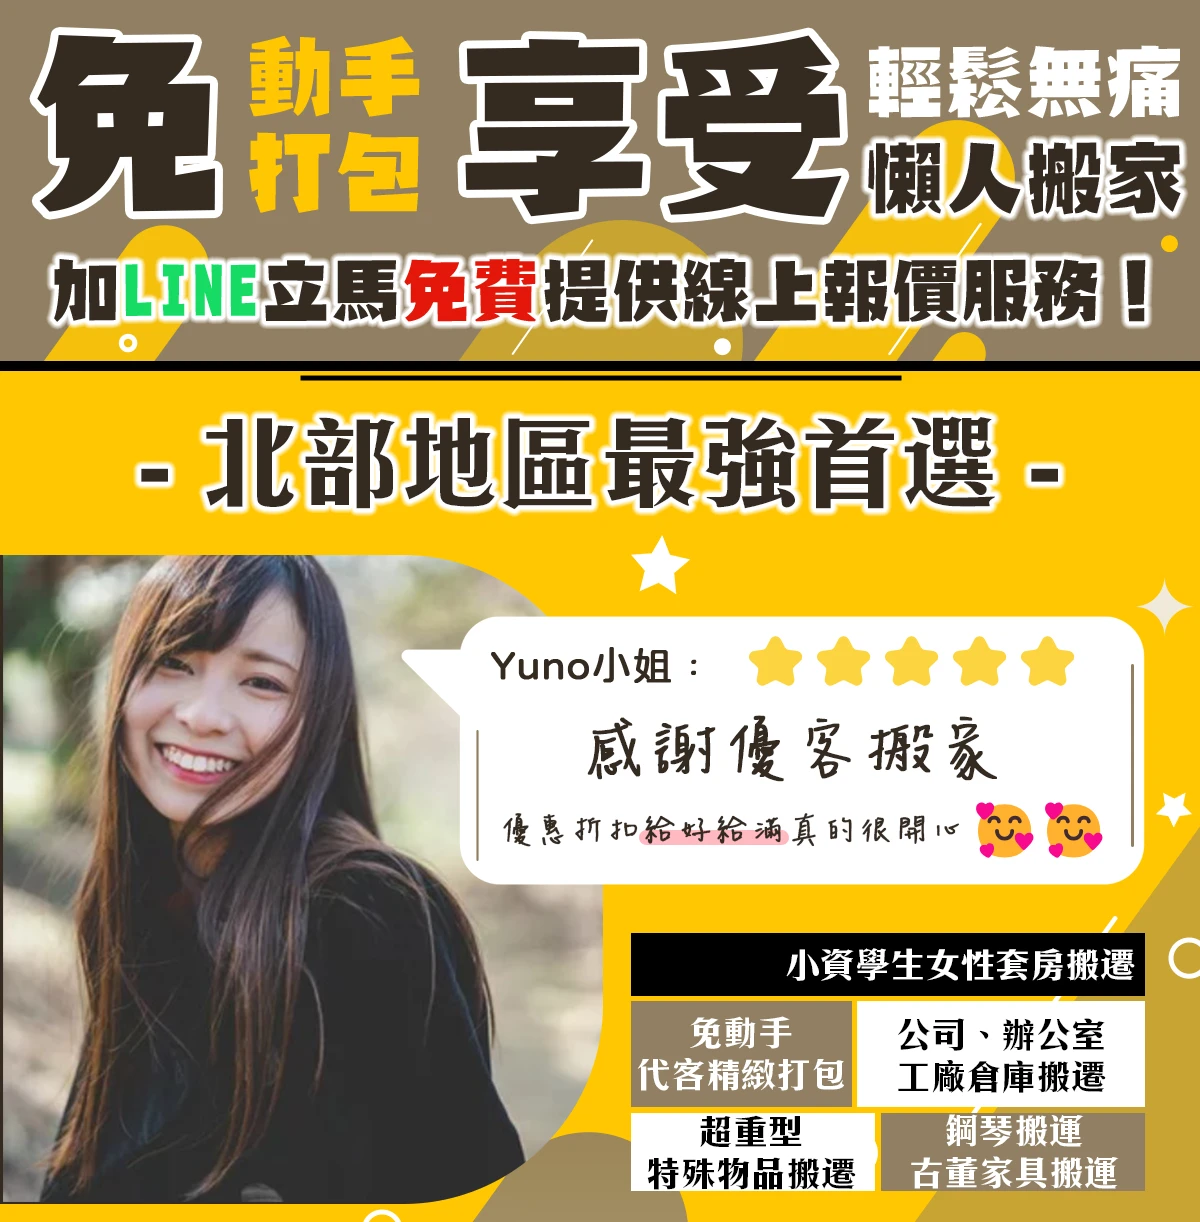 免動手打包享受輕鬆無痛懶人搬家
加LINE立馬免費提供線上報價服務！
- 北部地區最強首選 -
Yuno小姐：
感謝優客搬家
優惠折扣給好給滿真的很開心
小資學生女性套房搬遷
免動手
代客精緻打包
公司、辦公室
工廠倉庫搬遷
超重型
特殊物品搬遷
鋼琴搬運
古董家具搬運